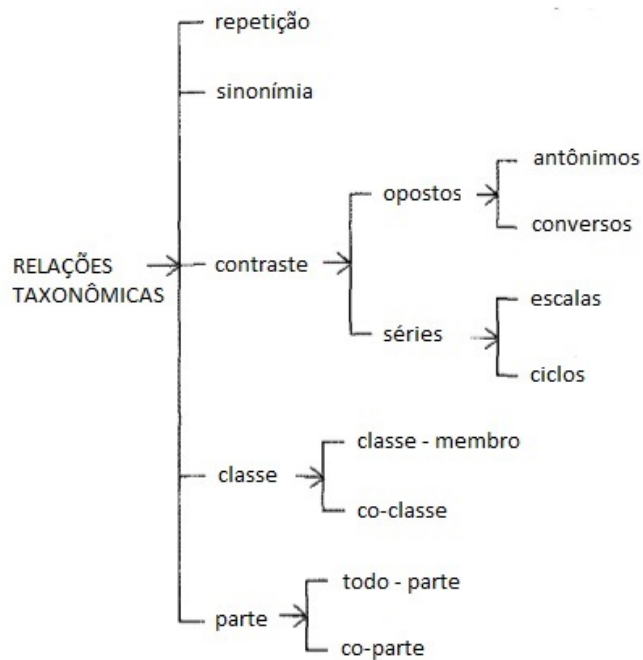 repetição
sinonímia
antônimos
opostos
conversos
RELAÇÕES
TAXONÔMICAS
contraste
escalas
séries
ciclos
classe - membro
classe
co-classe
todo - parte
parte
co-parte